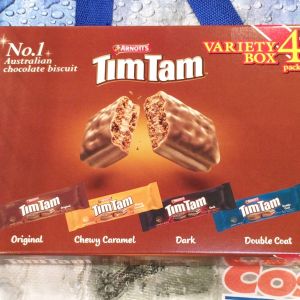 No.1
Australian
chocolate biscuit
ARNOTT'S
TimTam
VARIETY
BOX 4
pack
TimTam
TimTam
TimTam
TimTam
Original
Chewy Caramel
Dark
Double Coat
CO